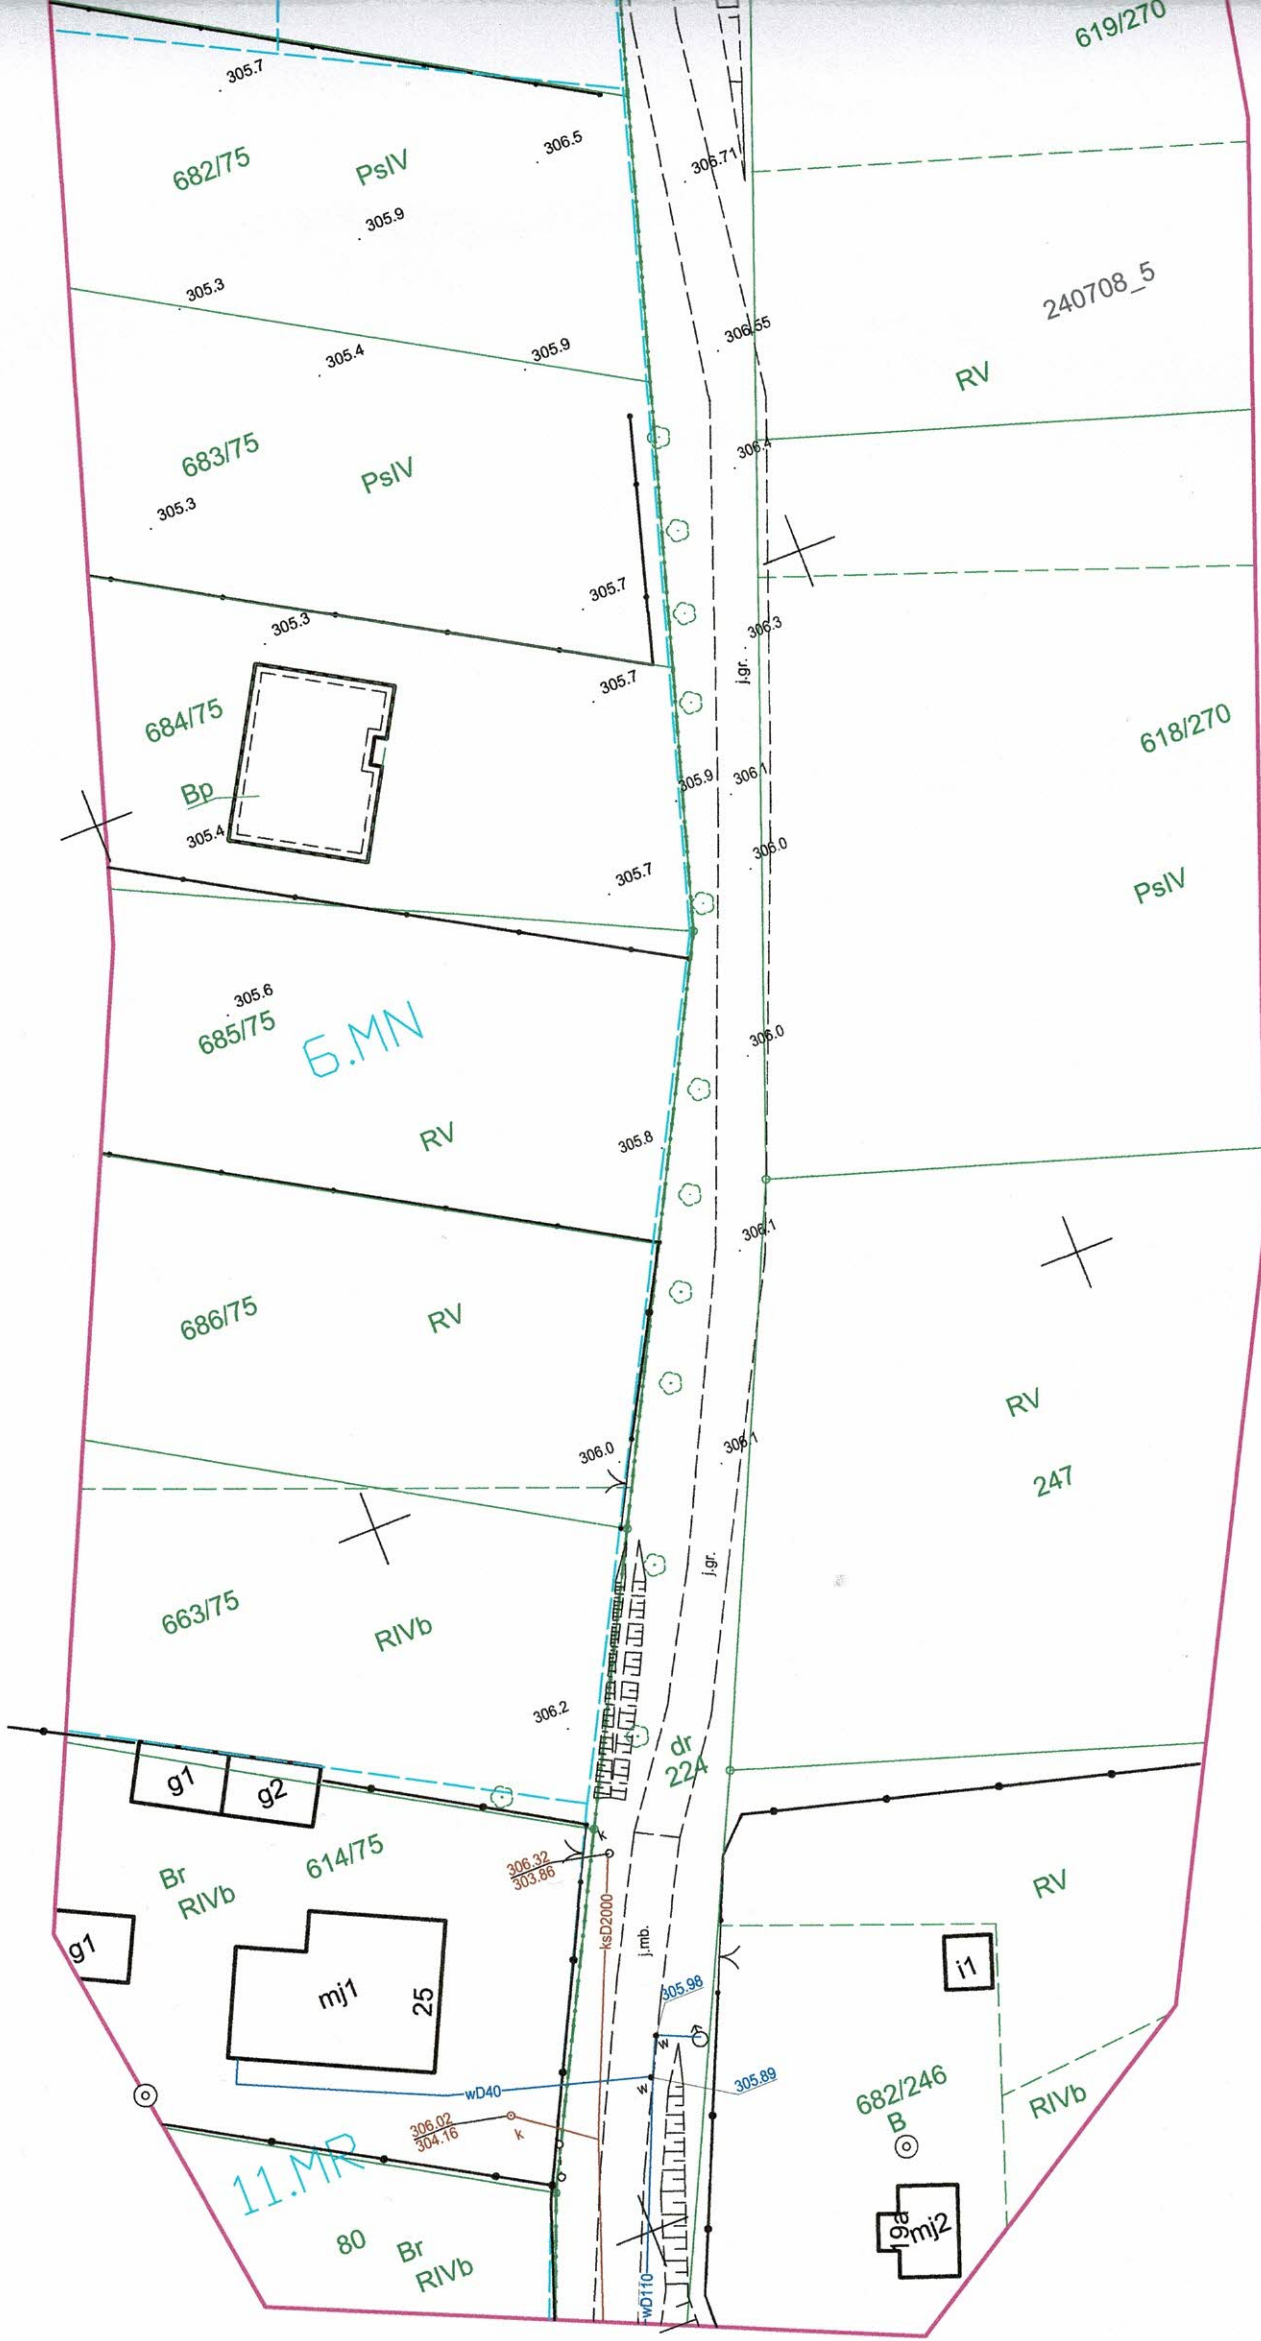 619/270
305.7
682/75
PsIV
306.5
306.71
305.9
240708_5
305.3
306.55
305.4
305.9
RV
683/75
PsIV
306.4
305.3
305.7
305.3
306.3
j.gr.
305.7
684/75
618/270
Bp
305.9
306.1
305.4
306.0
305.7
PsIV
305.6
685/75
6.MN
306.0
RV
305.8
306.1
686/75
RV
RV
306.0
306.1
247
j.gr.
663/75
RIVb
306.2
dr
224
g1
g2
614/75
k
306.32
303.86
Br
RIVb
RV
ksD2000
j.mb.
g1
mj1
25
i1
305.98
w
305.89
w
wD40
682/246
B
RIVb
306.02
304.16
k
11.MR
19a
mj2
80
Br
RIVb
wD110